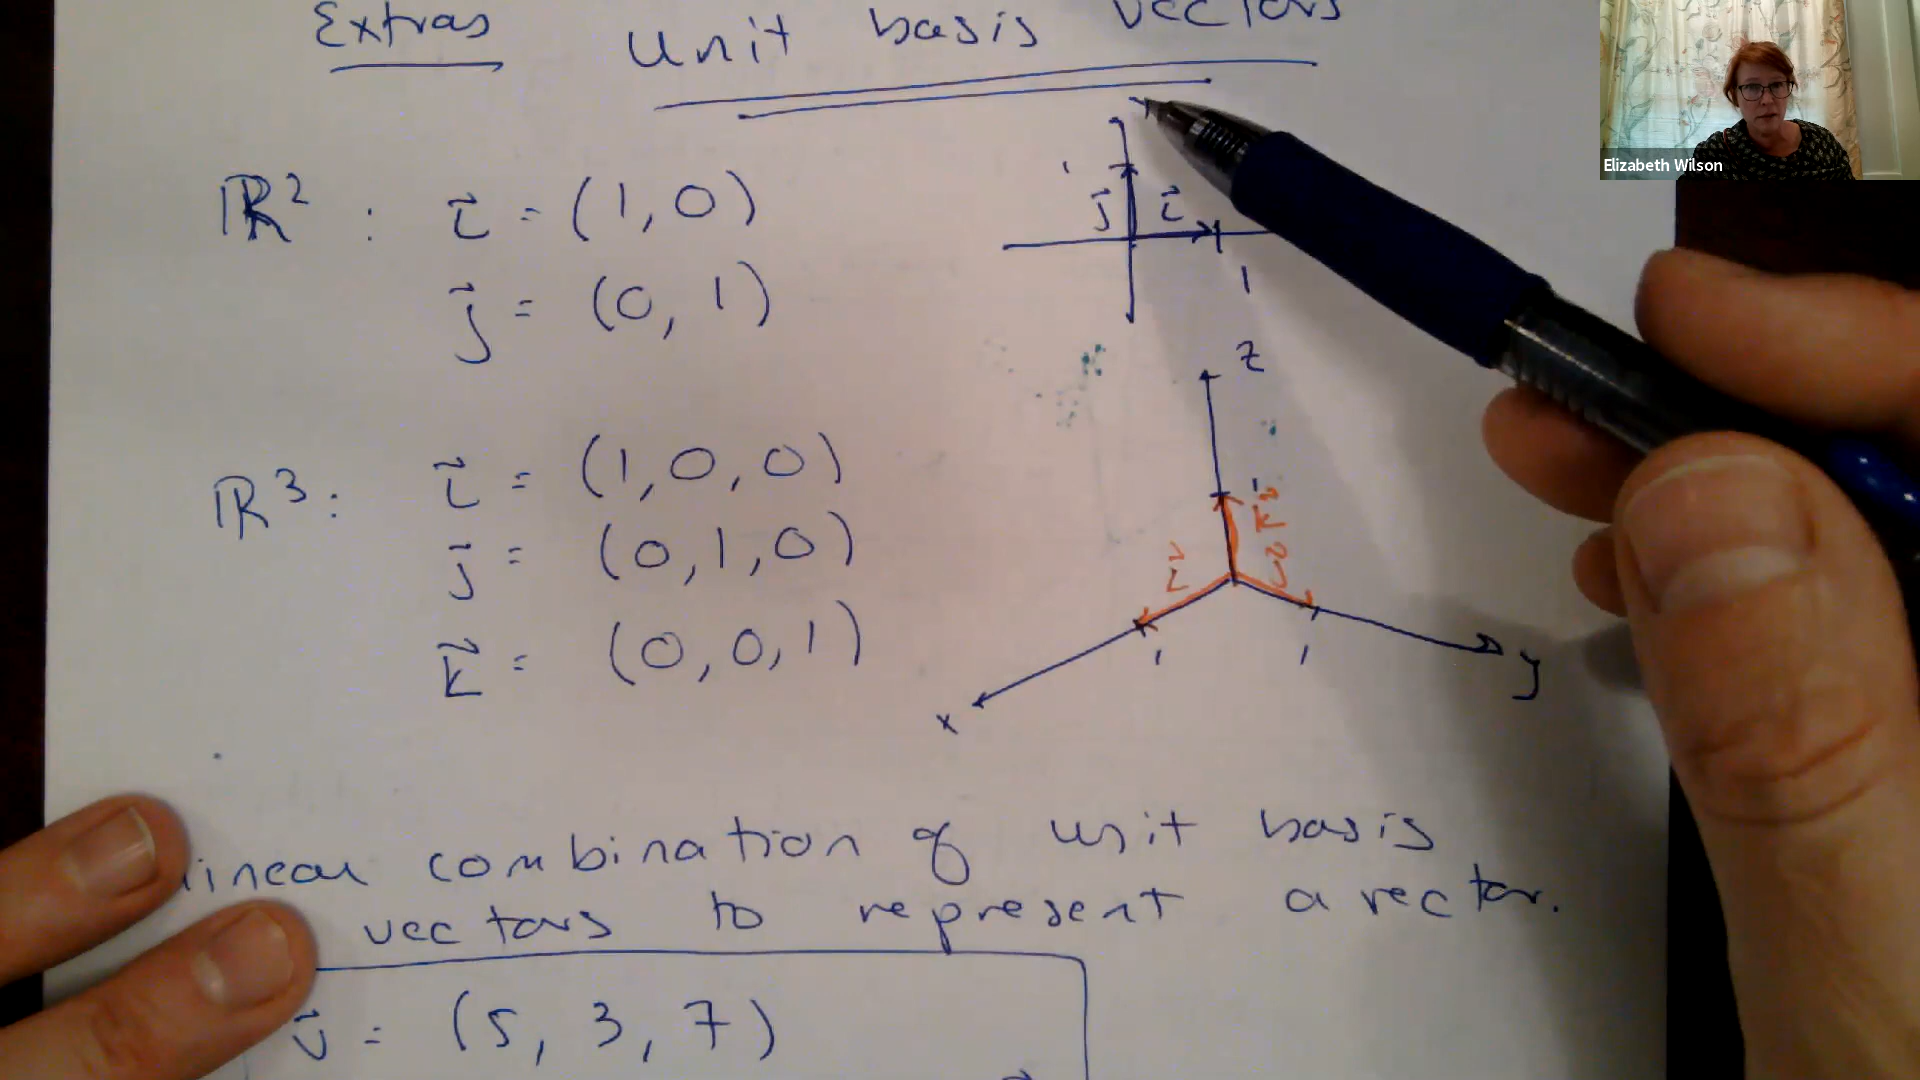 Extras
Unit basis vectors
Elizabeth Wilson
ℝ² : i⃗ = (1, 0)
j⃗ = (0, 1)
y
1
j⃗ i⃗
1
ℝ³ : i⃗ = (1, 0, 0)
j⃗ = (0, 1, 0)
k⃗ = (0, 0, 1)
z
1
k⃗
i⃗ j⃗
1 1
x y
linear combination of unit basis
vectors to represent a vector.
v⃗ = (5, 3, 7)